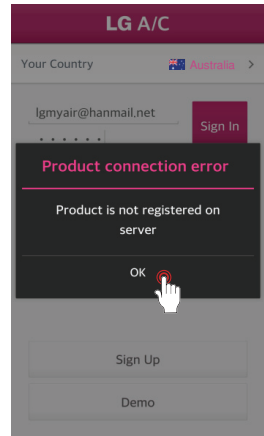 LG A/C
Your Country Australia >
lgmyair@hanmail.net
Sign In
......
Product connection error
Product is not registered on
server
OK
Sign Up
Demo